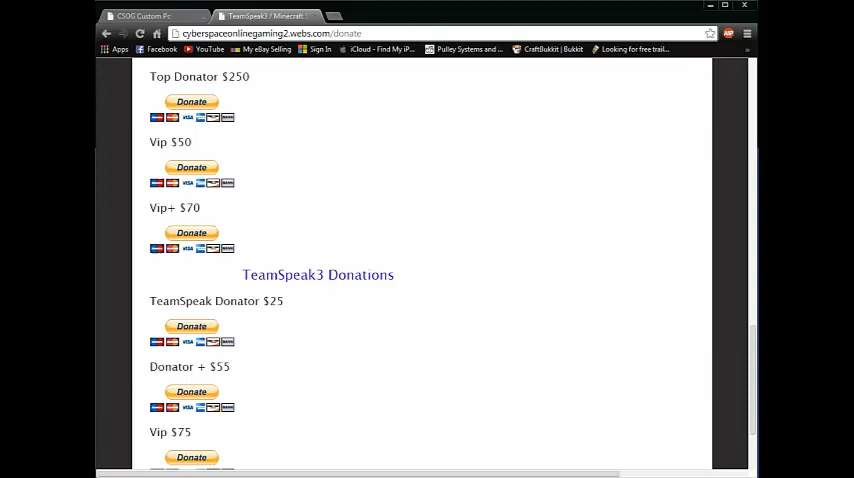 CSOG Custom Pc
TeamSpeak3 / Minecraft
cyberspaceonlinegaming2.webs.com/donate
Apps Facebook YouTube My eBay Selling Sign In iCloud - Find My iP... Pulley Systems and ... CraftBukkit | Bukkit Looking for free trail... »
Top Donator $250
Donate
VISA
Vip $50
Donate
VISA
Vip+ $70
Donate
VISA
TeamSpeak3 Donations
TeamSpeak Donator $25
Donate
VISA
Donator + $55
Donate
VISA
Vip $75
Donate